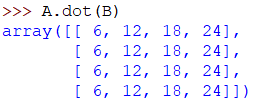 >>> A.dot(B)
array([[ 6, 12, 18, 24],
       [ 6, 12, 18, 24],
       [ 6, 12, 18, 24],
       [ 6, 12, 18, 24]])